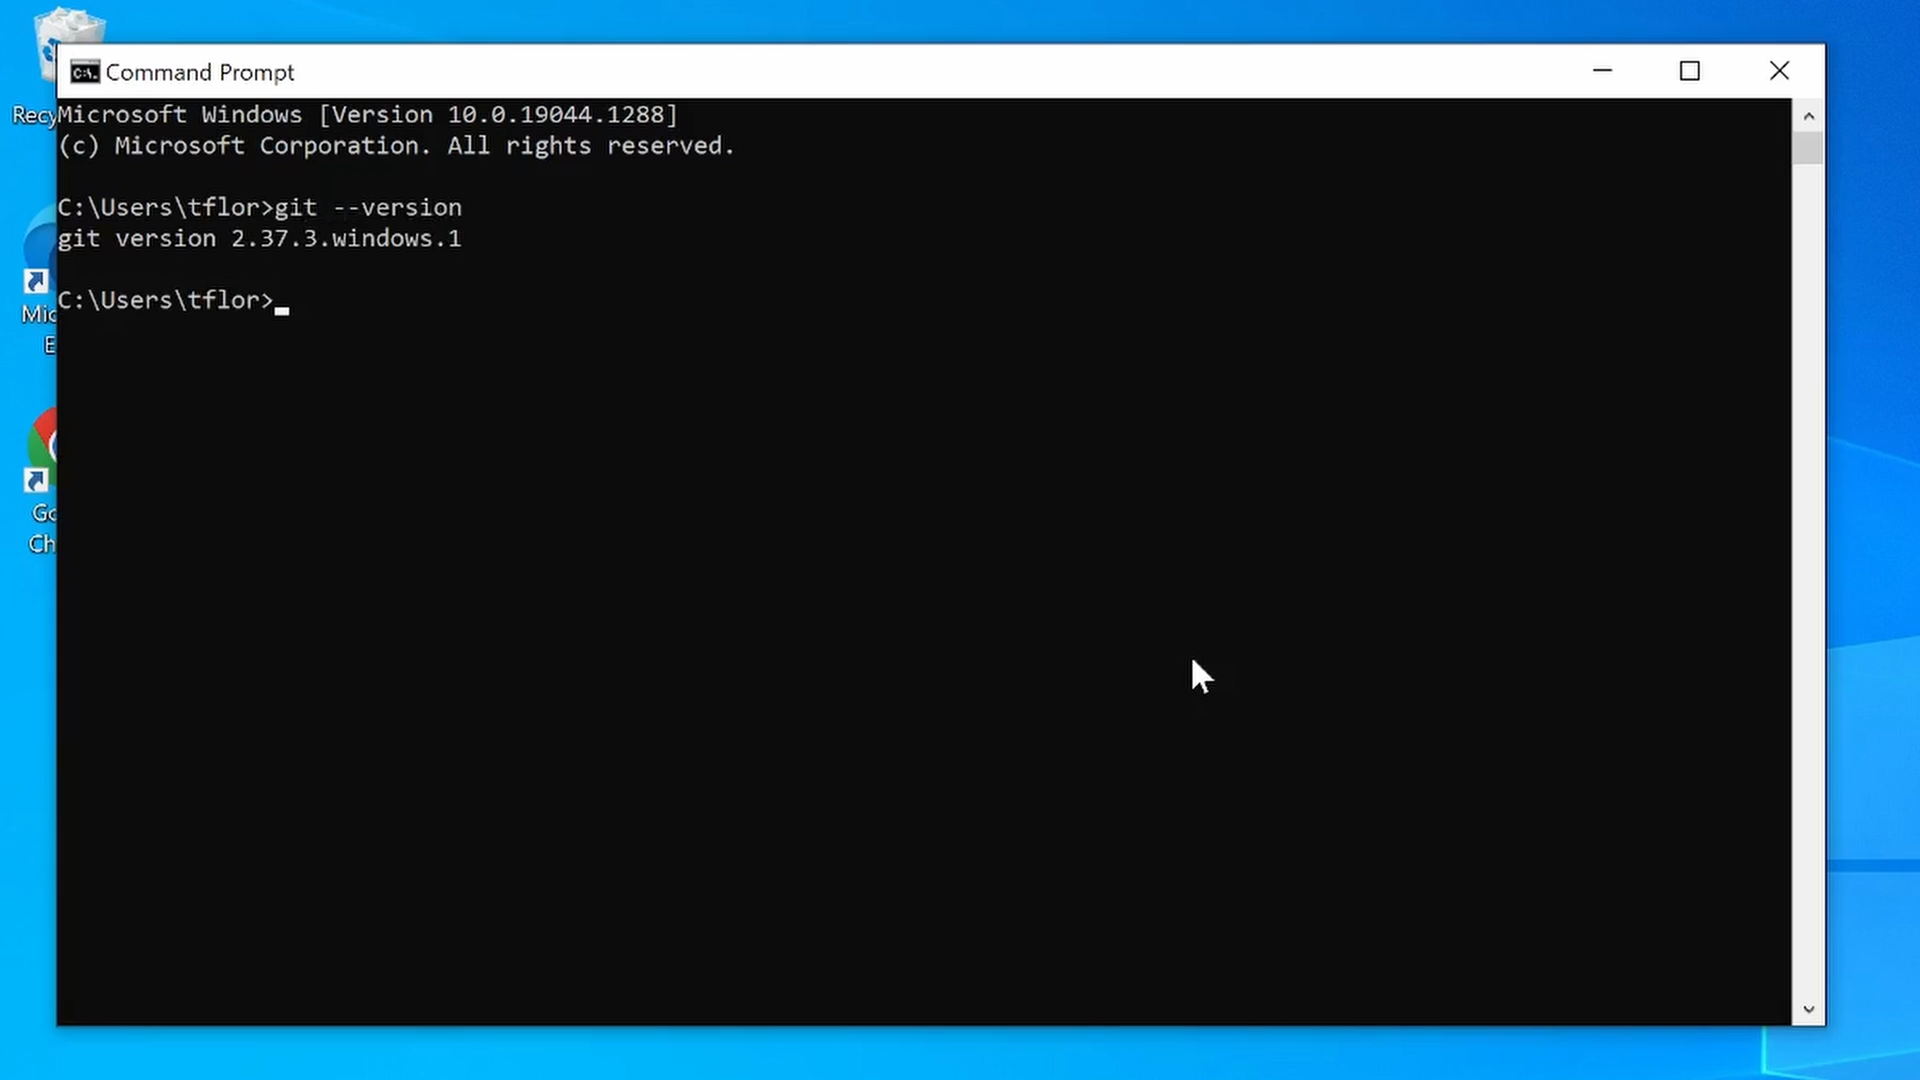 Command Prompt
Microsoft Windows [Version 10.0.19044.1288]
(c) Microsoft Corporation. All rights reserved.
C:\Users\tflor>git --version
git version 2.37.3.windows.1
C:\Users\tflor>
Recy
Mic
E
Go
Ch